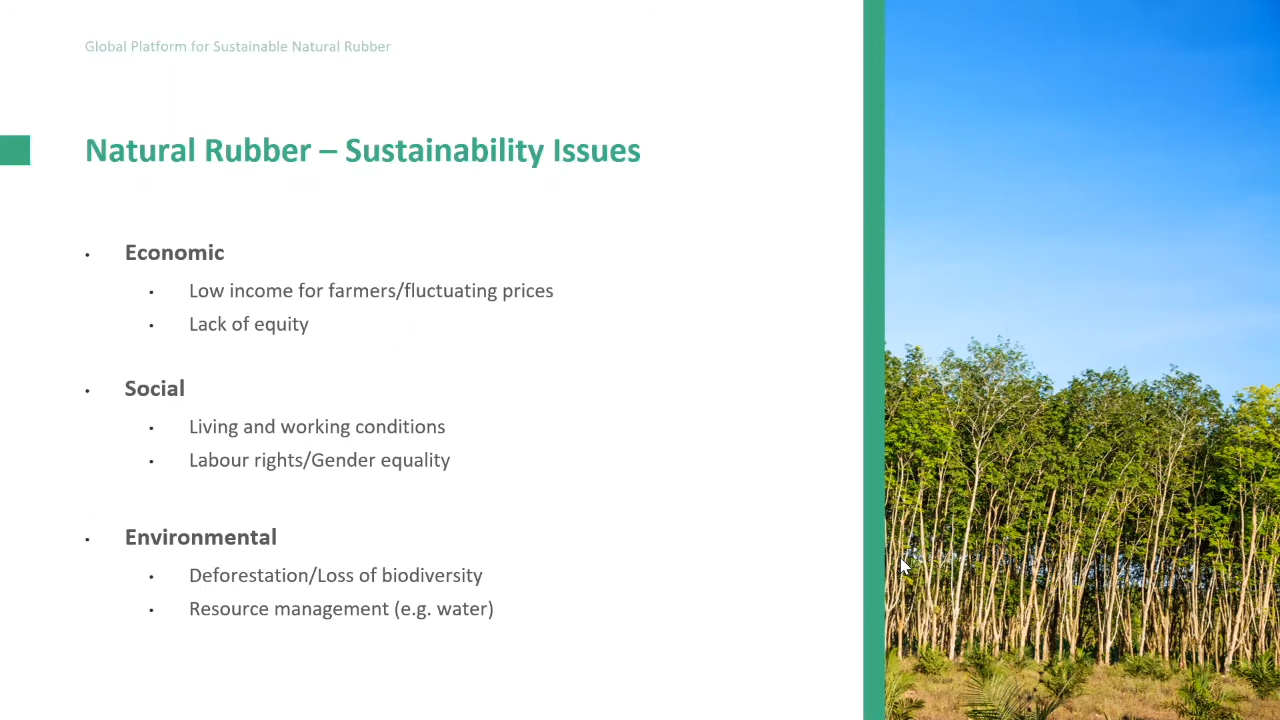 Global Platform for Sustainable Natural Rubber
Natural Rubber – Sustainability Issues
• Economic
• Low income for farmers/fluctuating prices
• Lack of equity
• Social
• Living and working conditions
• Labour rights/Gender equality
• Environmental
• Deforestation/Loss of biodiversity
• Resource management (e.g. water)